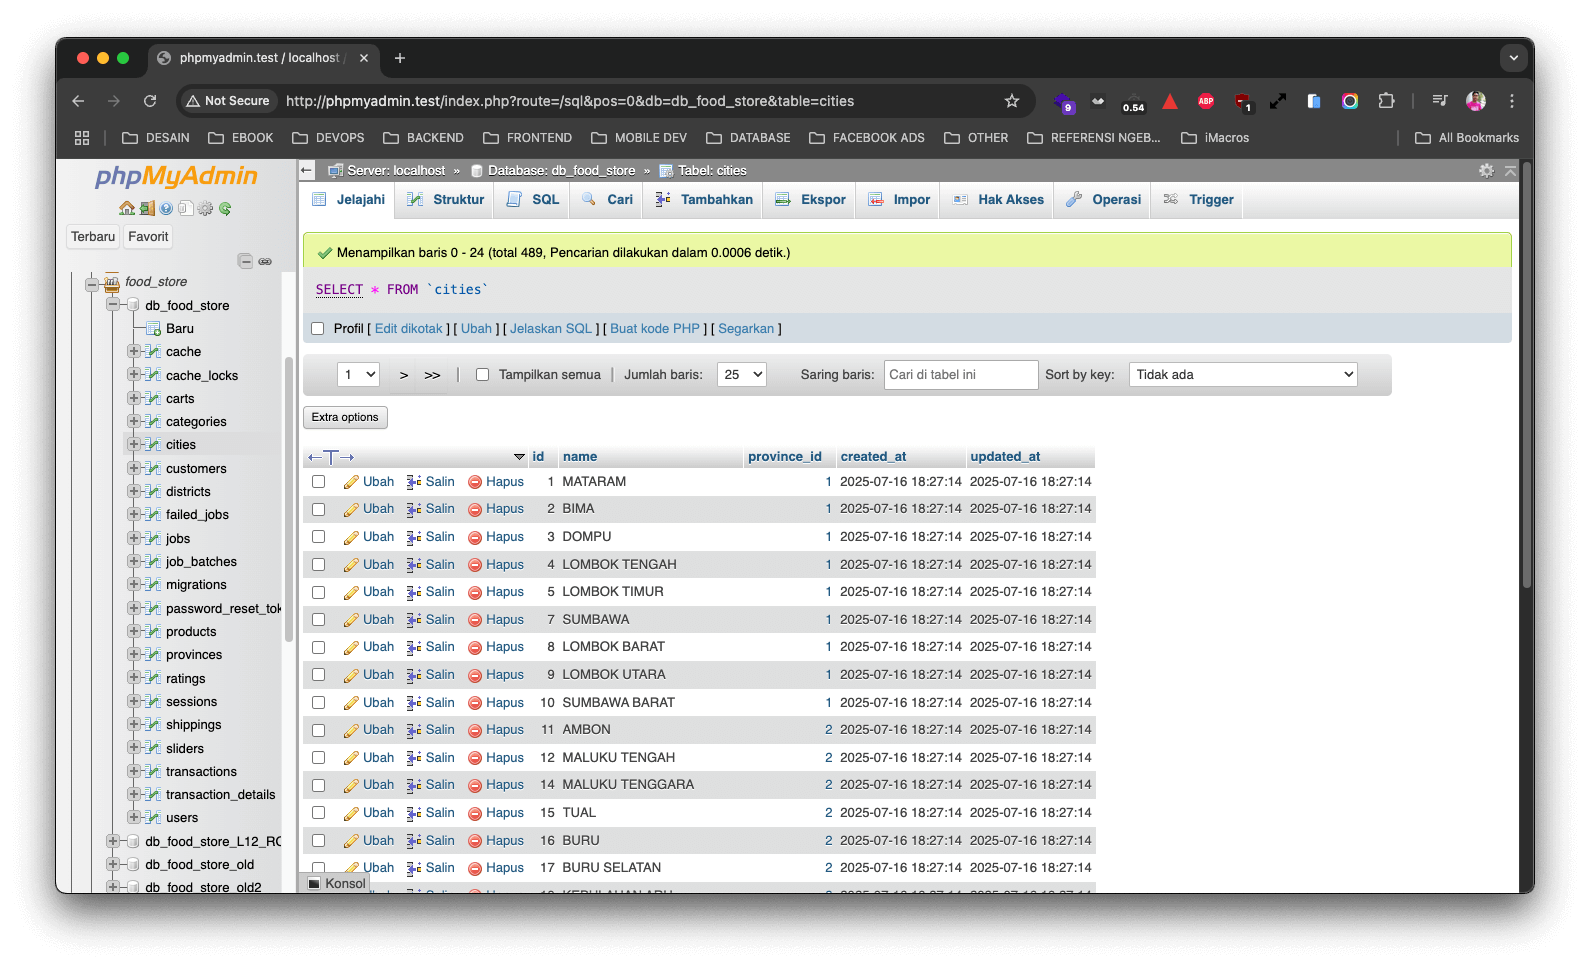 phpmyadmin.test / localhost /
Not Secure http://phpmyadmin.test/index.php?route=/sql&pos=0&db=db_food_store&table=cities 9 0.54 ABP 1
DESAIN EBOOK DEVOPS BACKEND FRONTEND MOBILE DEV DATABASE FACEBOOK ADS OTHER REFERENSI NGEB... iMacros All Bookmarks
phpMyAdmin
Terbaru Favorit
food_store
db_food_store
Baru
cache
cache_locks
carts
categories
cities
customers
districts
failed_jobs
jobs
job_batches
migrations
password_reset_tok
products
provinces
ratings
sessions
shippings
sliders
transactions
transaction_details
users
db_food_store_L12_RC
db_food_store_old
db_food_store_old2
Server: localhost » Database: db_food_store » Tabel: cities
Jelajahi Struktur SQL Cari Tambahkan Ekspor Impor Hak Akses Operasi Trigger
Menampilkan baris 0 - 24 (total 489, Pencarian dilakukan dalam 0.0006 detik.)
SELECT * FROM `cities`
Profil [ Edit dikotak ] [ Ubah ] [ Jelaskan SQL ] [ Buat kode PHP ] [ Segarkan ]
1 > >> | Tampilkan semua | Jumlah baris: 25 Saring baris: Cari di tabel ini Sort by key: Tidak ada
Extra options
id name province_id created_at updated_at
Ubah Salin Hapus 1 MATARAM 1 2025-07-16 18:27:14 2025-07-16 18:27:14
Ubah Salin Hapus 2 BIMA 1 2025-07-16 18:27:14 2025-07-16 18:27:14
Ubah Salin Hapus 3 DOMPU 1 2025-07-16 18:27:14 2025-07-16 18:27:14
Ubah Salin Hapus 4 LOMBOK TENGAH 1 2025-07-16 18:27:14 2025-07-16 18:27:14
Ubah Salin Hapus 5 LOMBOK TIMUR 1 2025-07-16 18:27:14 2025-07-16 18:27:14
Ubah Salin Hapus 7 SUMBAWA 1 2025-07-16 18:27:14 2025-07-16 18:27:14
Ubah Salin Hapus 8 LOMBOK BARAT 1 2025-07-16 18:27:14 2025-07-16 18:27:14
Ubah Salin Hapus 9 LOMBOK UTARA 1 2025-07-16 18:27:14 2025-07-16 18:27:14
Ubah Salin Hapus 10 SUMBAWA BARAT 1 2025-07-16 18:27:14 2025-07-16 18:27:14
Ubah Salin Hapus 11 AMBON 2 2025-07-16 18:27:14 2025-07-16 18:27:14
Ubah Salin Hapus 12 MALUKU TENGAH 2 2025-07-16 18:27:14 2025-07-16 18:27:14
Ubah Salin Hapus 14 MALUKU TENGGARA 2 2025-07-16 18:27:14 2025-07-16 18:27:14
Ubah Salin Hapus 15 TUAL 2 2025-07-16 18:27:14 2025-07-16 18:27:14
Ubah Salin Hapus 16 BURU 2 2025-07-16 18:27:14 2025-07-16 18:27:14
Ubah Salin Hapus 17 BURU SELATAN 2 2025-07-16 18:27:14 2025-07-16 18:27:14
Konsol